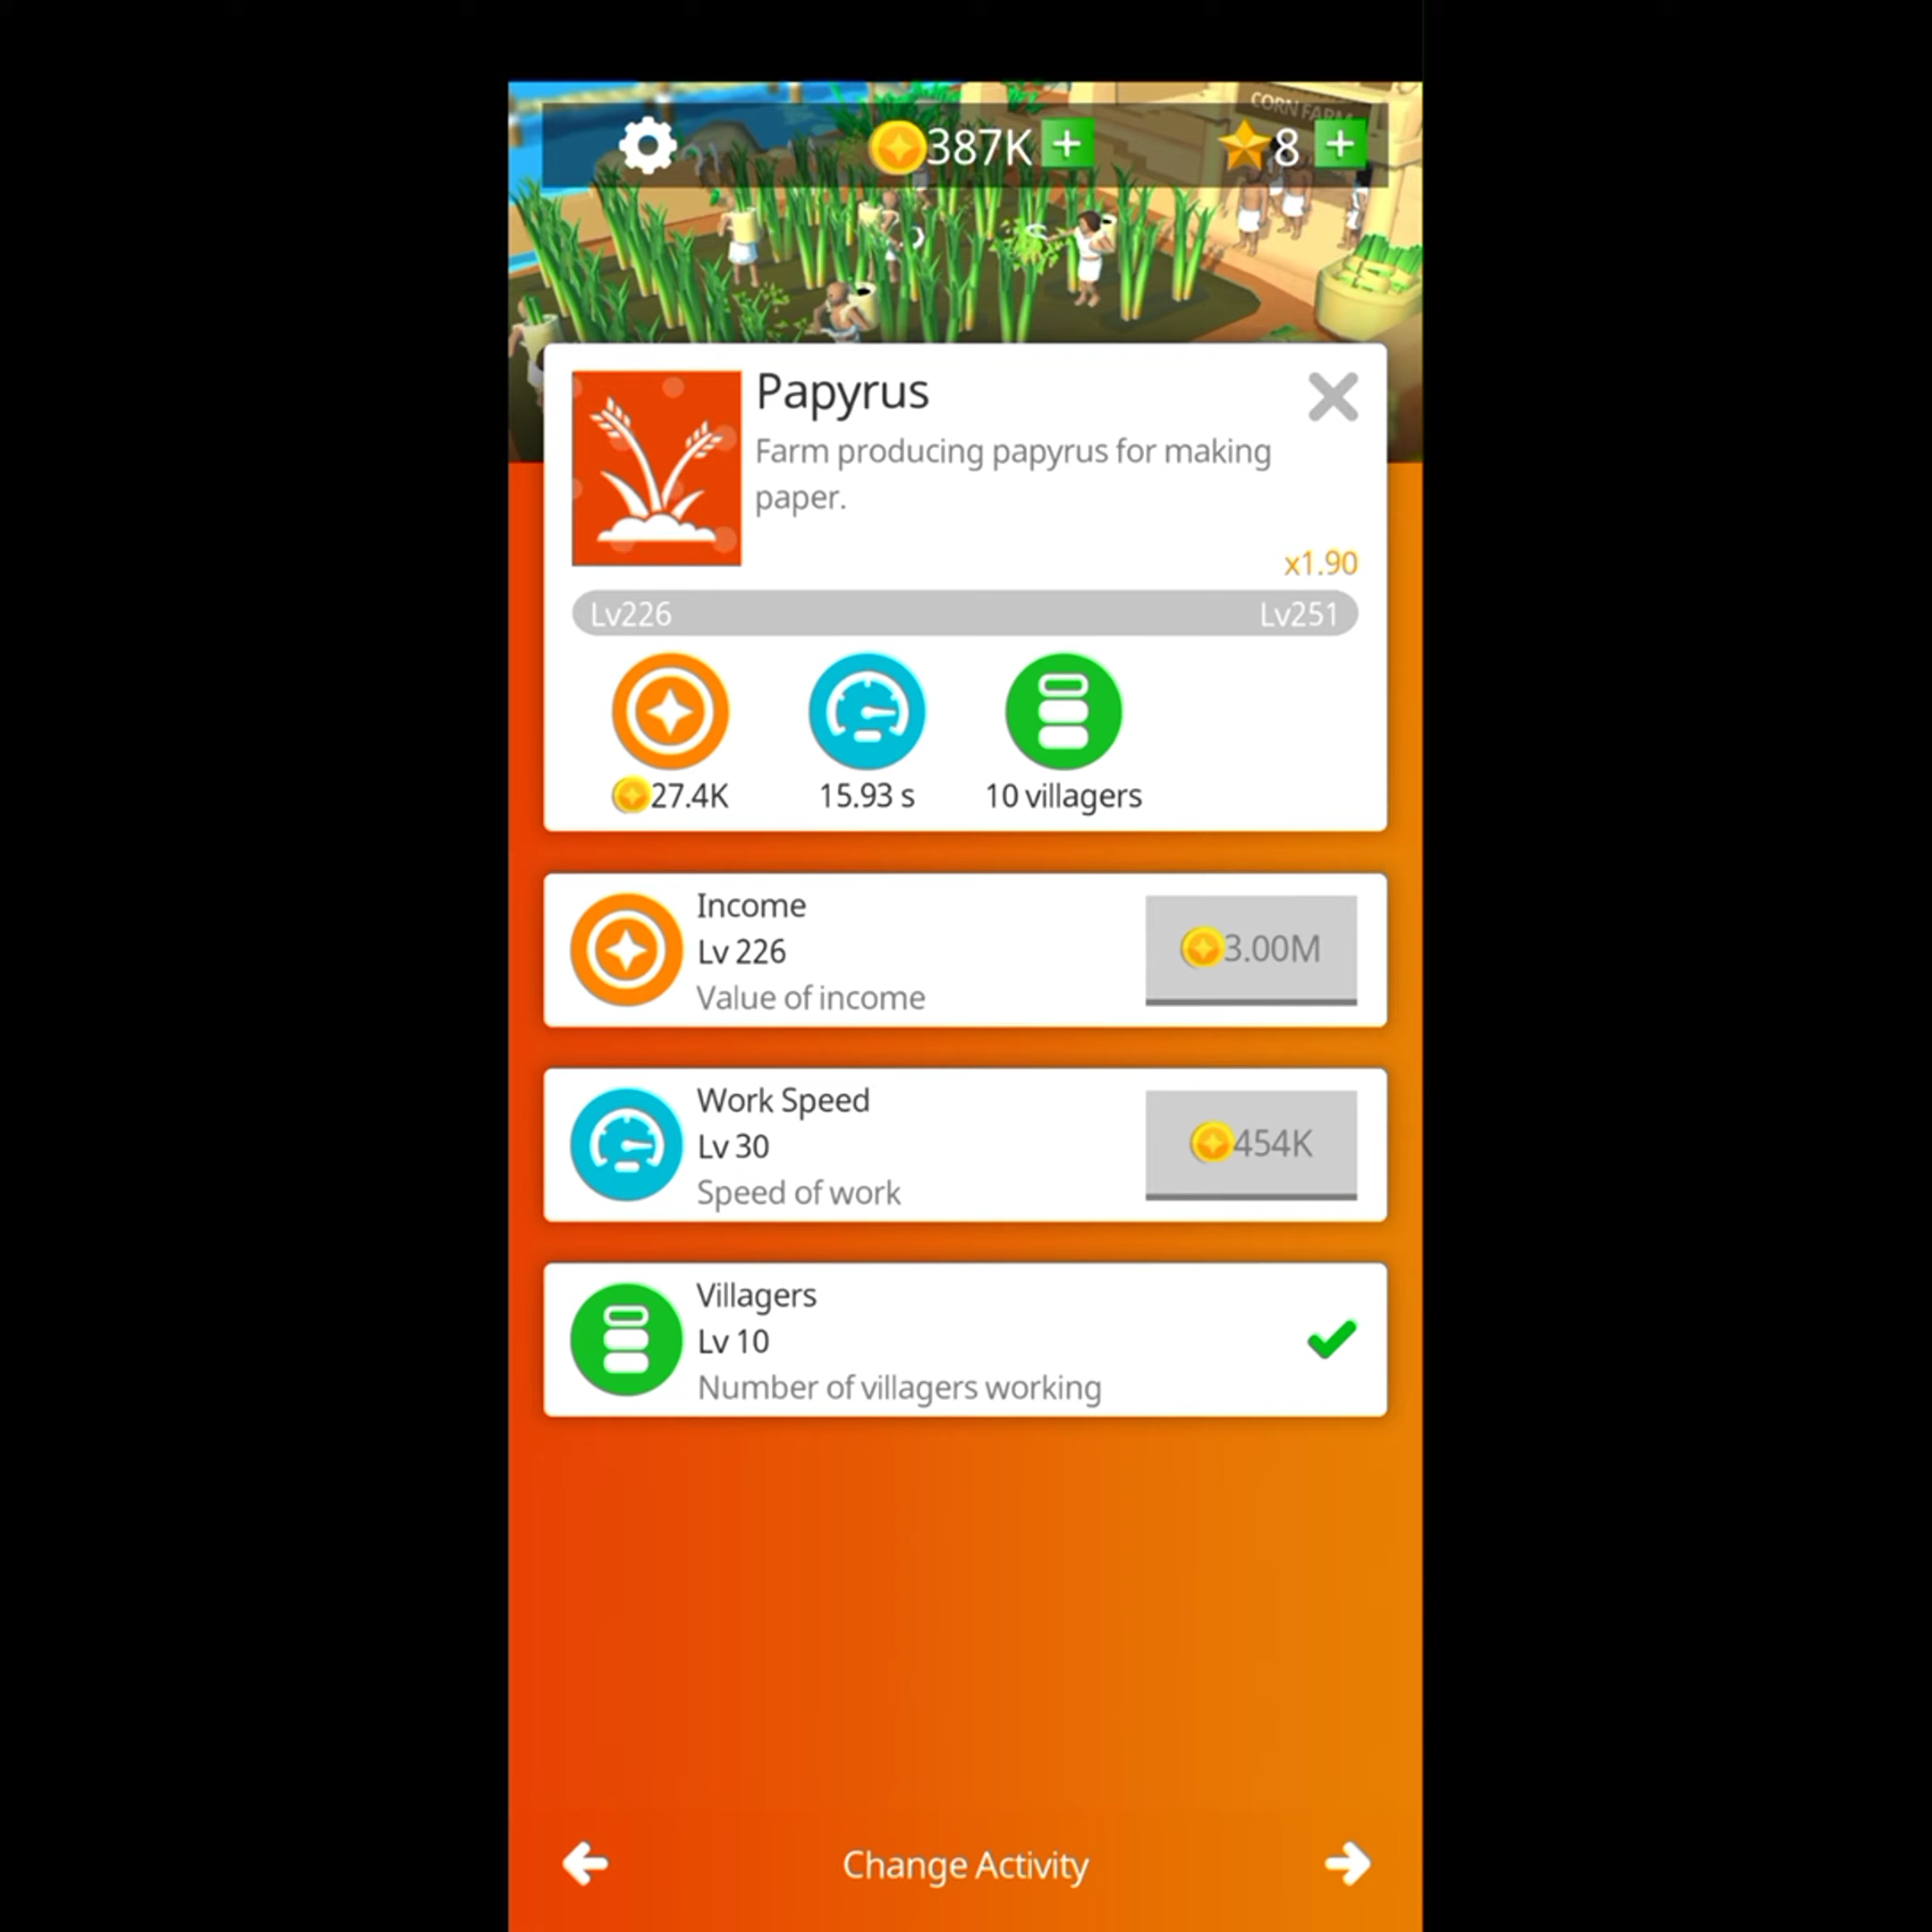 CORN FARM
387K
8
Papyrus
Farm producing papyrus for making
paper.
x1.90
Lv226
Lv251
27.4K
15.93 s
10 villagers
Income
Lv 226
Value of income
3.00M
Work Speed
Lv 30
Speed of work
454K
Villagers
Lv 10
Number of villagers working
Change Activity